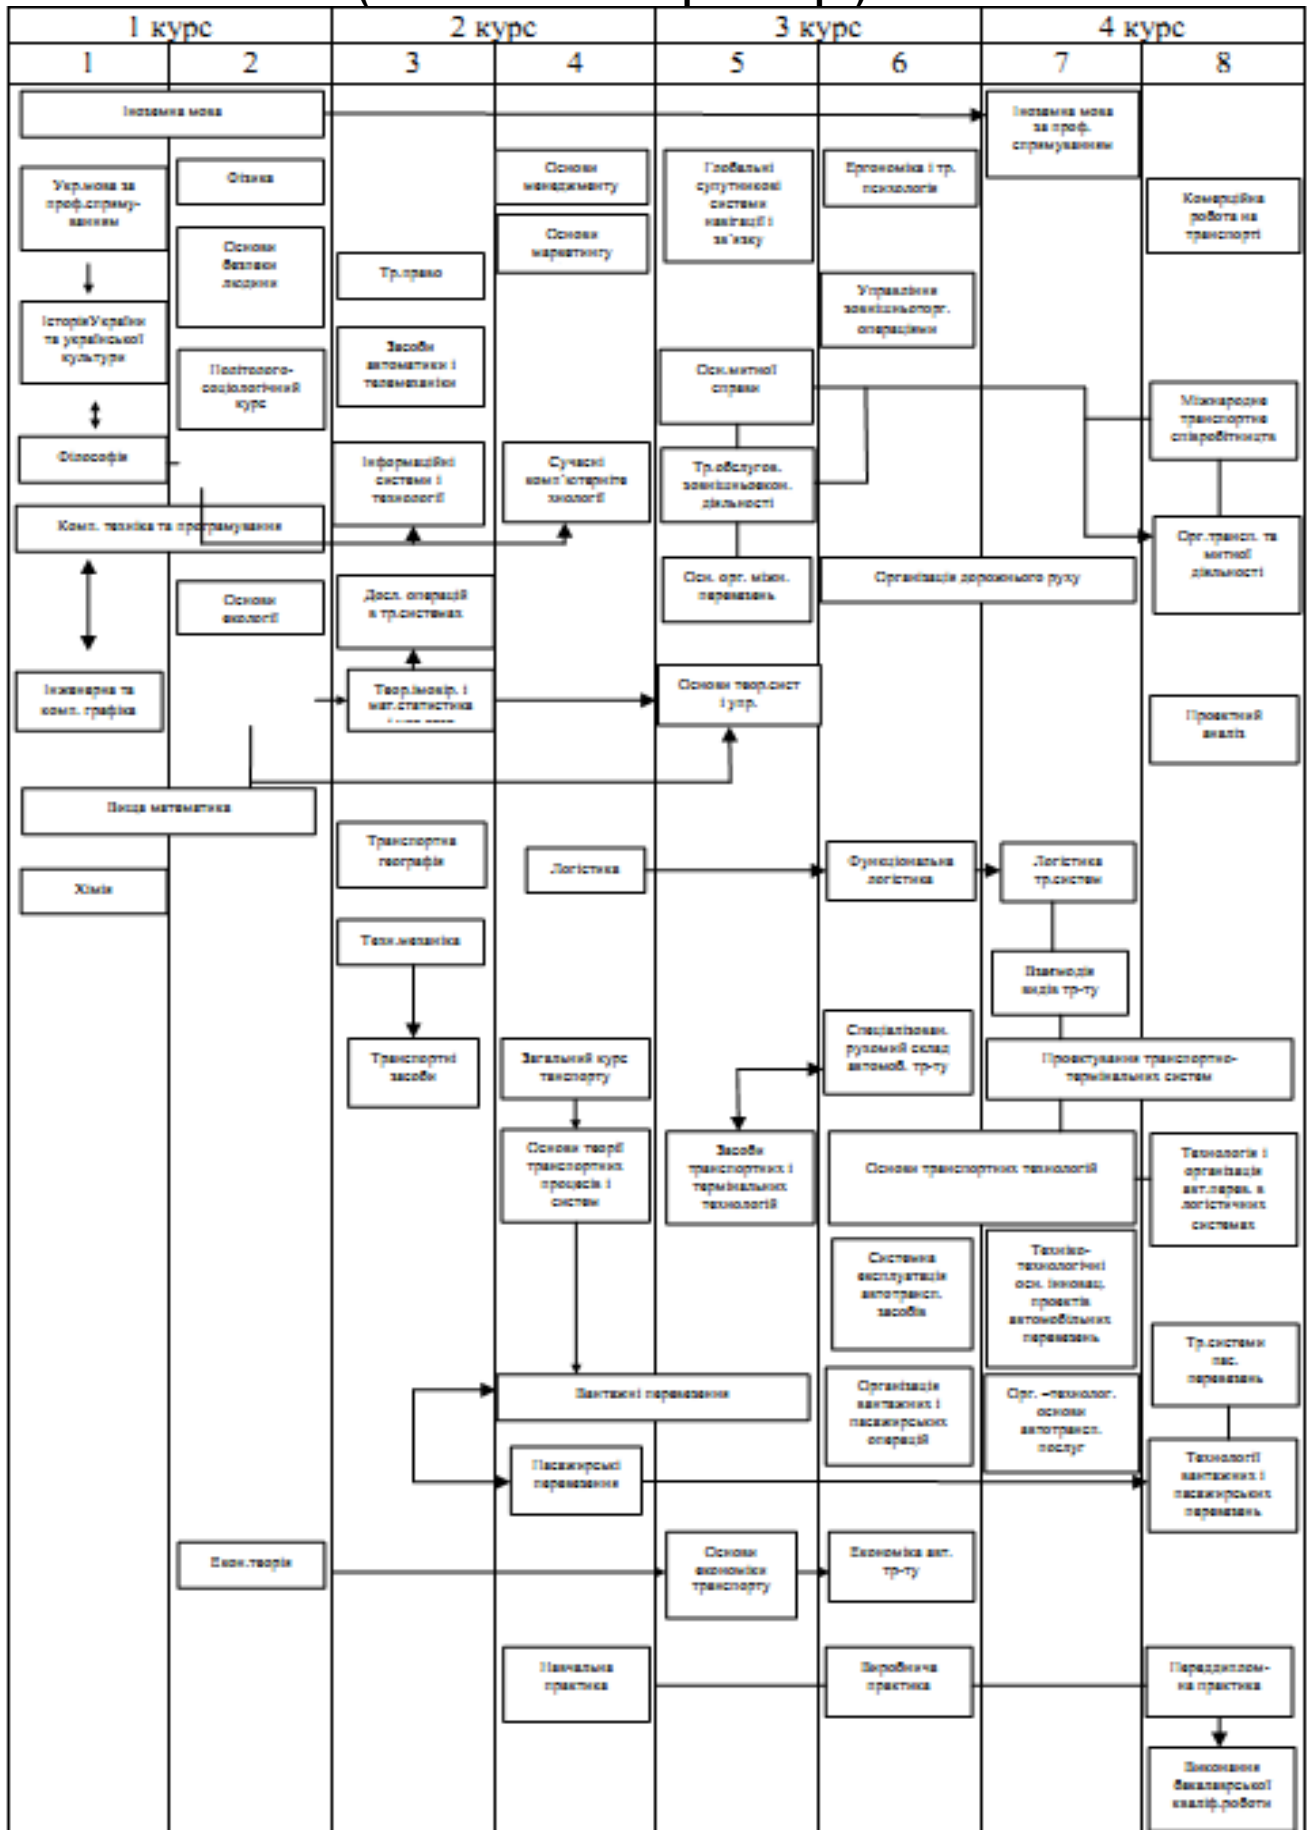 1 курс
2 курс
3 курс
4 курс
1
2
3
4
5
6
7
8
Іноземна мова
Іноземна мова
за проф.
спрямуванням
Укр.мова за
проф.спряму-
ванням
Фізика
Основи
менеджменту
Глобальні
супутникові
системи
навігації і
зв'язку
Ергономіка і тр.
психологія
Комерційна
робота на
транспорті
Основи
безпеки
людини
Основи
маркетингу
Тр.право
Управління
зовнішньоторг.
операціями
ІсторіяУкраїни
та української
культури
Політолого-
соціологічний
курс
Засоби
автоматики і
телемеханіки
Осн.митної
справи
Міжнародне
транспортне
співробітництв
Філософія
Інформаційні
системи і
технології
Сучасні
комп'ютерніте
хнології
Тр.обслугов.
зовнішньоекон.
діяльності
Комп. техніка та програмування
Орг.трансп. та
митної
діяльності
Основи
екології
Досл. операцій
в тр.системах
Осн. орг. міжн.
перевезень
Організація дорожнього руху
Інженерна та
комп. графіка
Теор.імовір. і
мат.статистика
Основи теор.сист
і упр.
Проектний
аналіз
Вища математика
Хімія
Транспортна
географія
Логістика
Функціональна
логістика
Логістика
тр.систем
Техн.механіка
Взаємодія
видів тр-ту
Транспортні
засоби
Загальний курс
танспорту
Спеціалізован.
рухомий склад
автомоб. тр-ту
Проектування транспортно-
термінальних систем
Основи теорії
транспортних
процесів і
систем
Засоби
транспортних і
термінальних
технологій
Основи транспортних технологій
Технологія і
організація
авт.перев. в
логістичних
системах
Системна
експлуатація
автотрансп.
засобів
Техніко-
технологічні
осн. інновац.
проектів
автомобільних
перевезень
Тр.системи
пас.
перевезень
Вантажні перевезення
Організація
вантажних і
пасажирських
операцій
Орг. –технолог.
основи
автотрансп.
послуг
Пасажирські
перевезення
Технології
вантажних і
пасажирських
перевезень
Екон.теорія
Основи
економіки
транспорту
Економіка авт.
тр-ту
Навчальна
практика
Виробнича
практика
Переддиплом-
на практика
Виконання
бакалаврської
кваліф.роботи